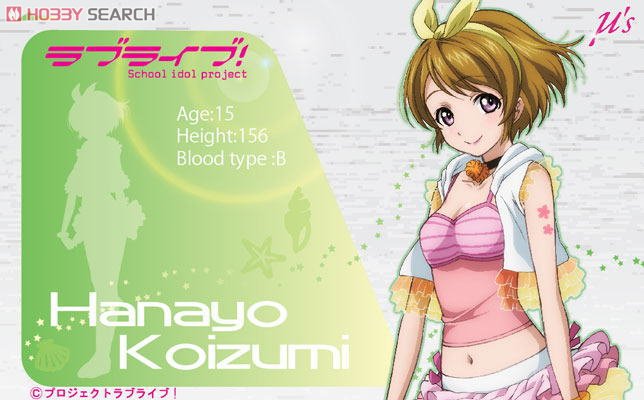 HOBBY SEARCH
μ's
ラブライブ!
School idol project
Age:15
Height:156
Blood type :B
Hanayo
Koizumi
©プロジェクトラブライブ!